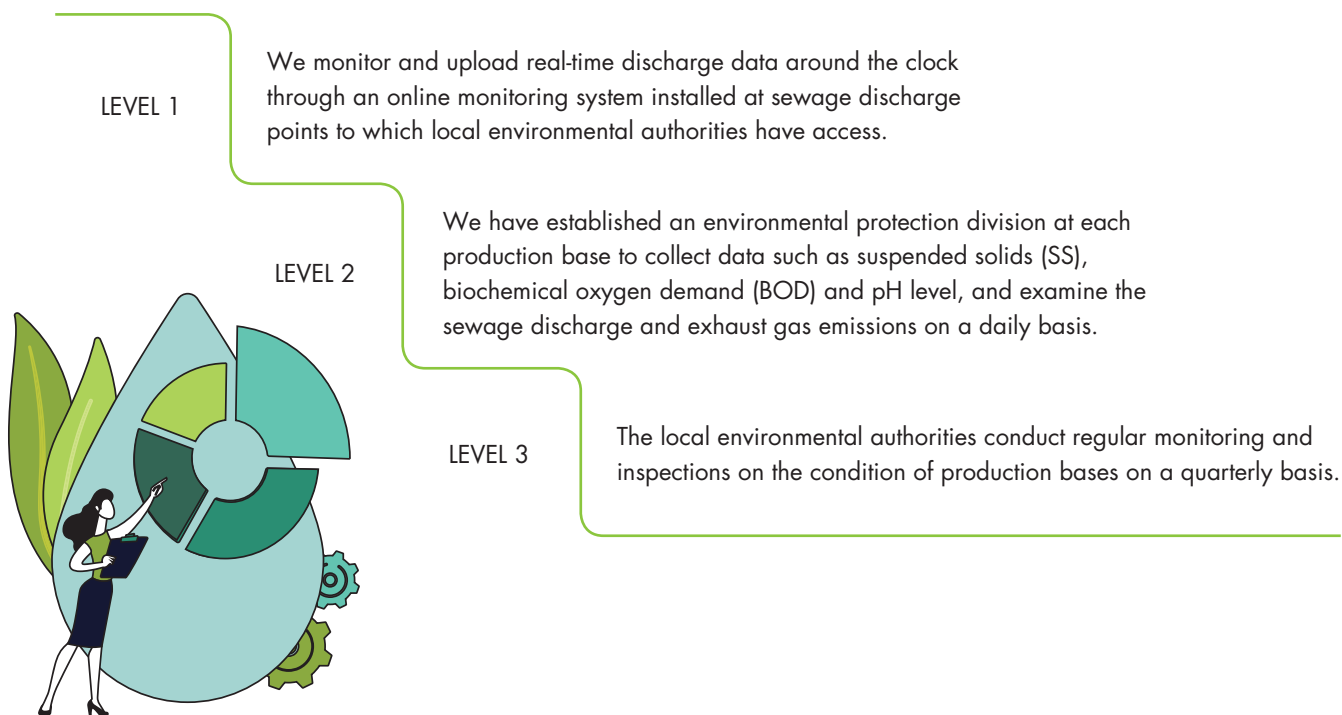 LEVEL 1
We monitor and upload real-time discharge data around the clock
through an online monitoring system installed at sewage discharge
points to which local environmental authorities have access.
LEVEL 2
We have established an environmental protection division at each
production base to collect data such as suspended solids (SS),
biochemical oxygen demand (BOD) and pH level, and examine the
sewage discharge and exhaust gas emissions on a daily basis.
LEVEL 3
The local environmental authorities conduct regular monitoring and
inspections on the condition of production bases on a quarterly basis.